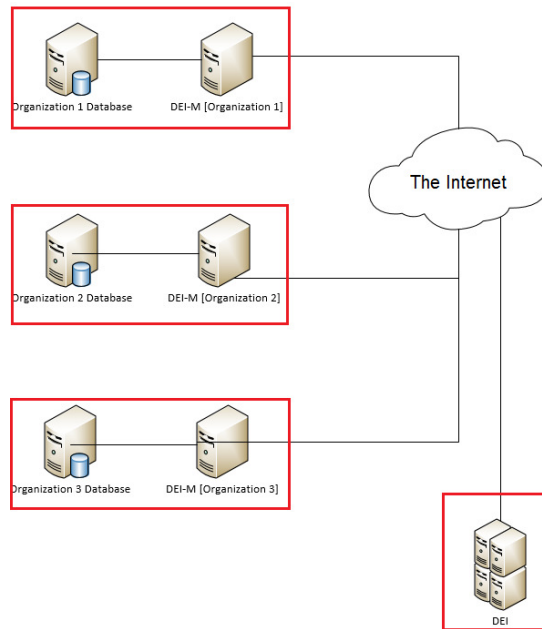 Organization 1 Database
DEI-M [Organization 1]
The Internet
Organization 2 Database
DEI-M [Organization 2]
Organization 3 Database
DEI-M [Organization 3]
DEI